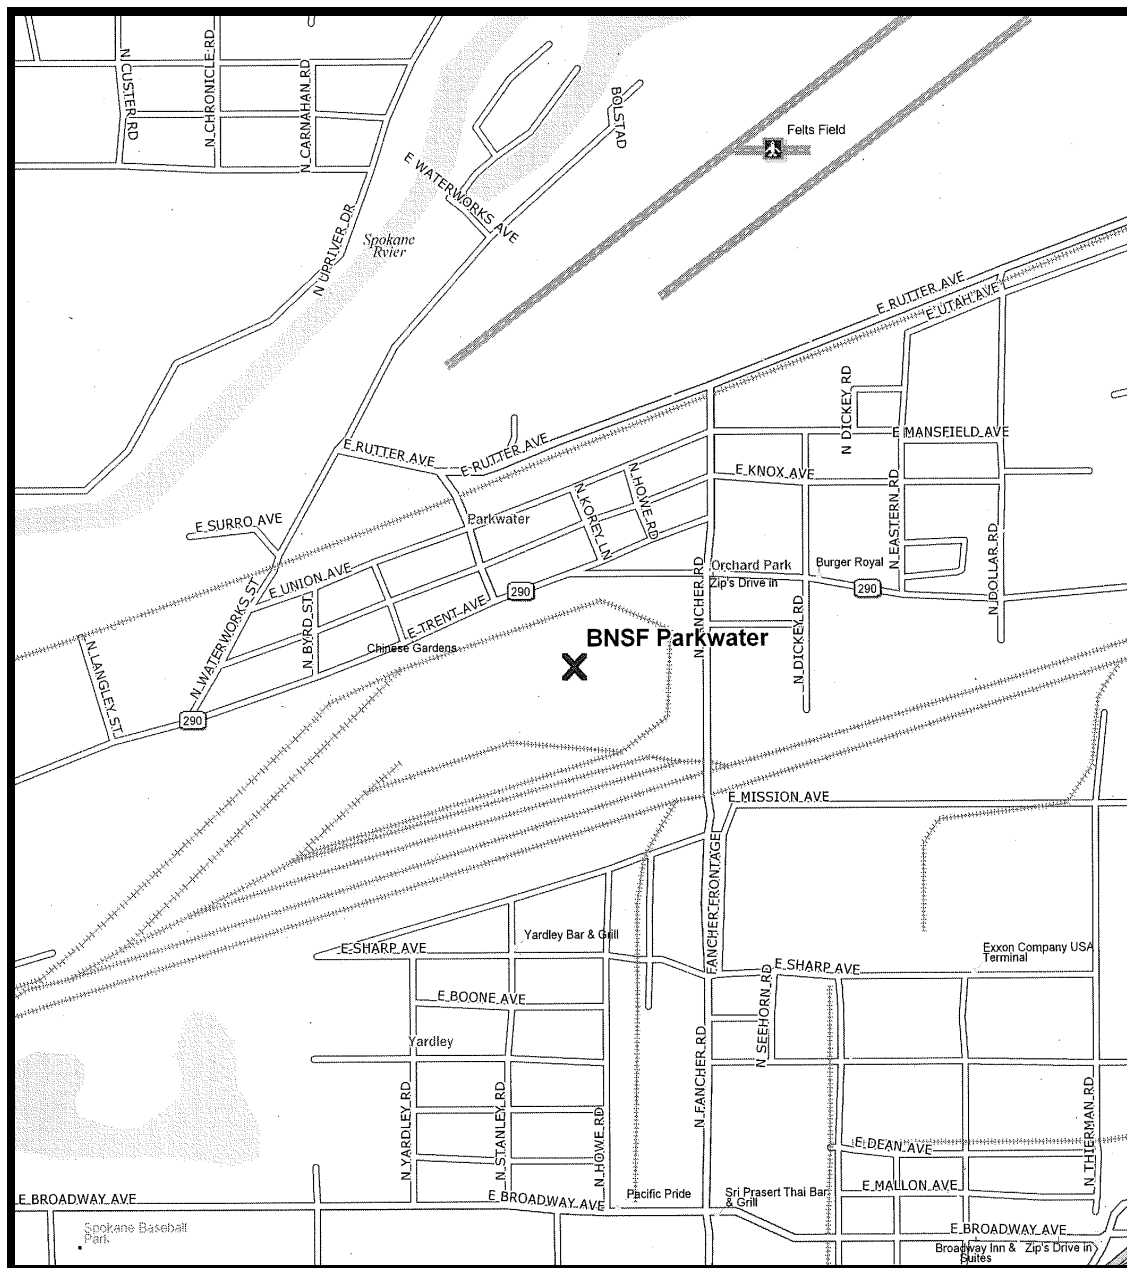 N CUSTER RD
N CHRONICLE RD
N CARNAHAN RD
BOLSTAD
Felts Field
E WATERWORKS AVE
N UPRIVER DR
Spokane
Rvier
E RUTTER AVE
E UTAH AVE
N DICKEY RD
E RUTTER AVE
E RUTTER AVE
E MANSFIELD AVE
E KNOX AVE
N HOWE RD
N KOREY LN
N EASTERN RD
E SURRO AVE
Parkwater
N DOLLAR RD
E UNION AVE
N WATERWORKS ST
N BYRD ST
290
E TRENT AVE
N FANCHER RD
Orchard Park
Zip's Drive in
Burger Royal
290
N DICKEY RD
BNSF Parkwater
Chinese Gardens
N LANGLEY ST
290
E MISSION AVE
FANCHER FRONTAGE
Yardley Bar & Grill
E SHARP AVE
E SHARP AVE
Exxon Company USA
Terminal
E BOONE AVE
N SEEHORN RD
Yardley
N FANCHER RD
N YARDLEY RD
N STANLEY RD
N HOWE RD
N THIERMAN RD
E DEAN AVE
E MALLON AVE
E BROADWAY AVE
E BROADWAY AVE
Pacific Pride
Sri Prasert Thai Bar
& Grill
Spokane Baseball
Park
E BROADWAY AVE
Broadway Inn &
Suites
Zip's Drive in